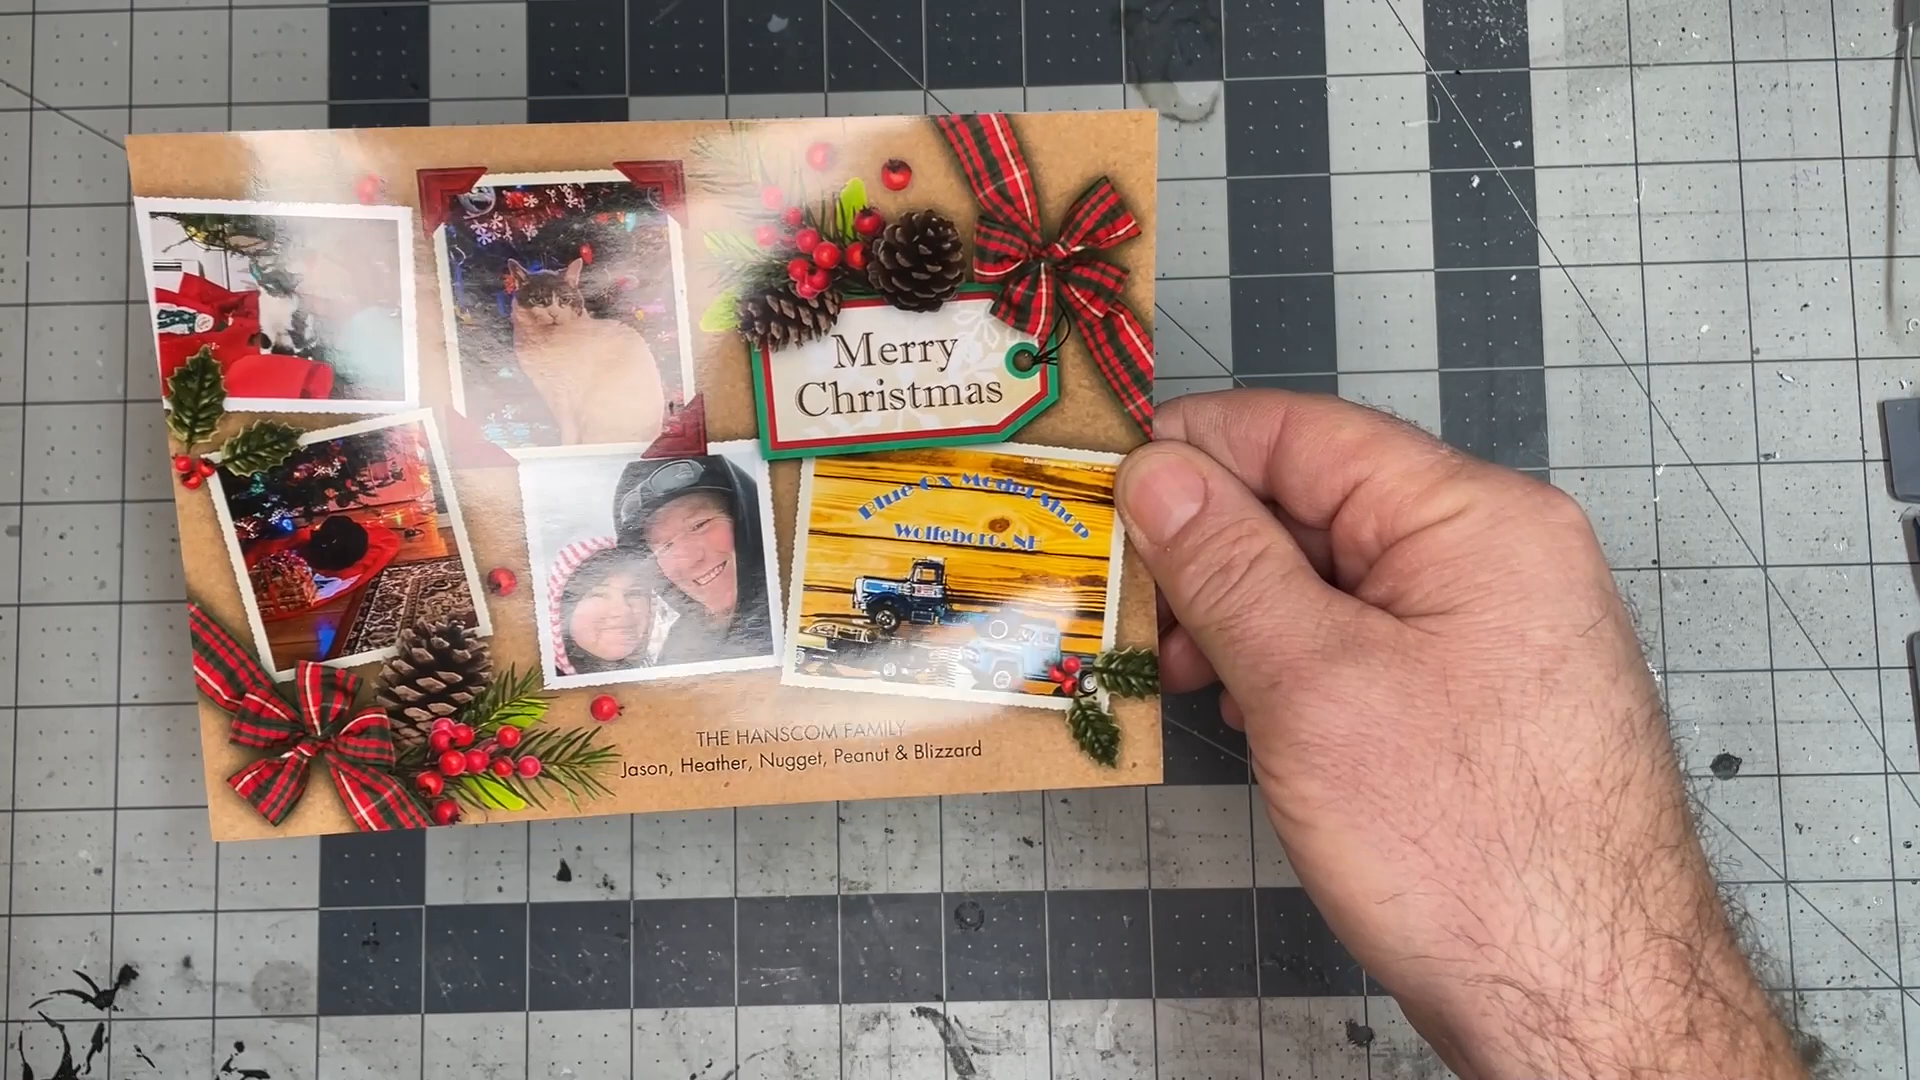 Merry
Christmas
Blue Ox Model Shop
Wolfeboro, NH
THE HANSCOM FAMILY
Jason, Heather, Nugget, Peanut & Blizzard